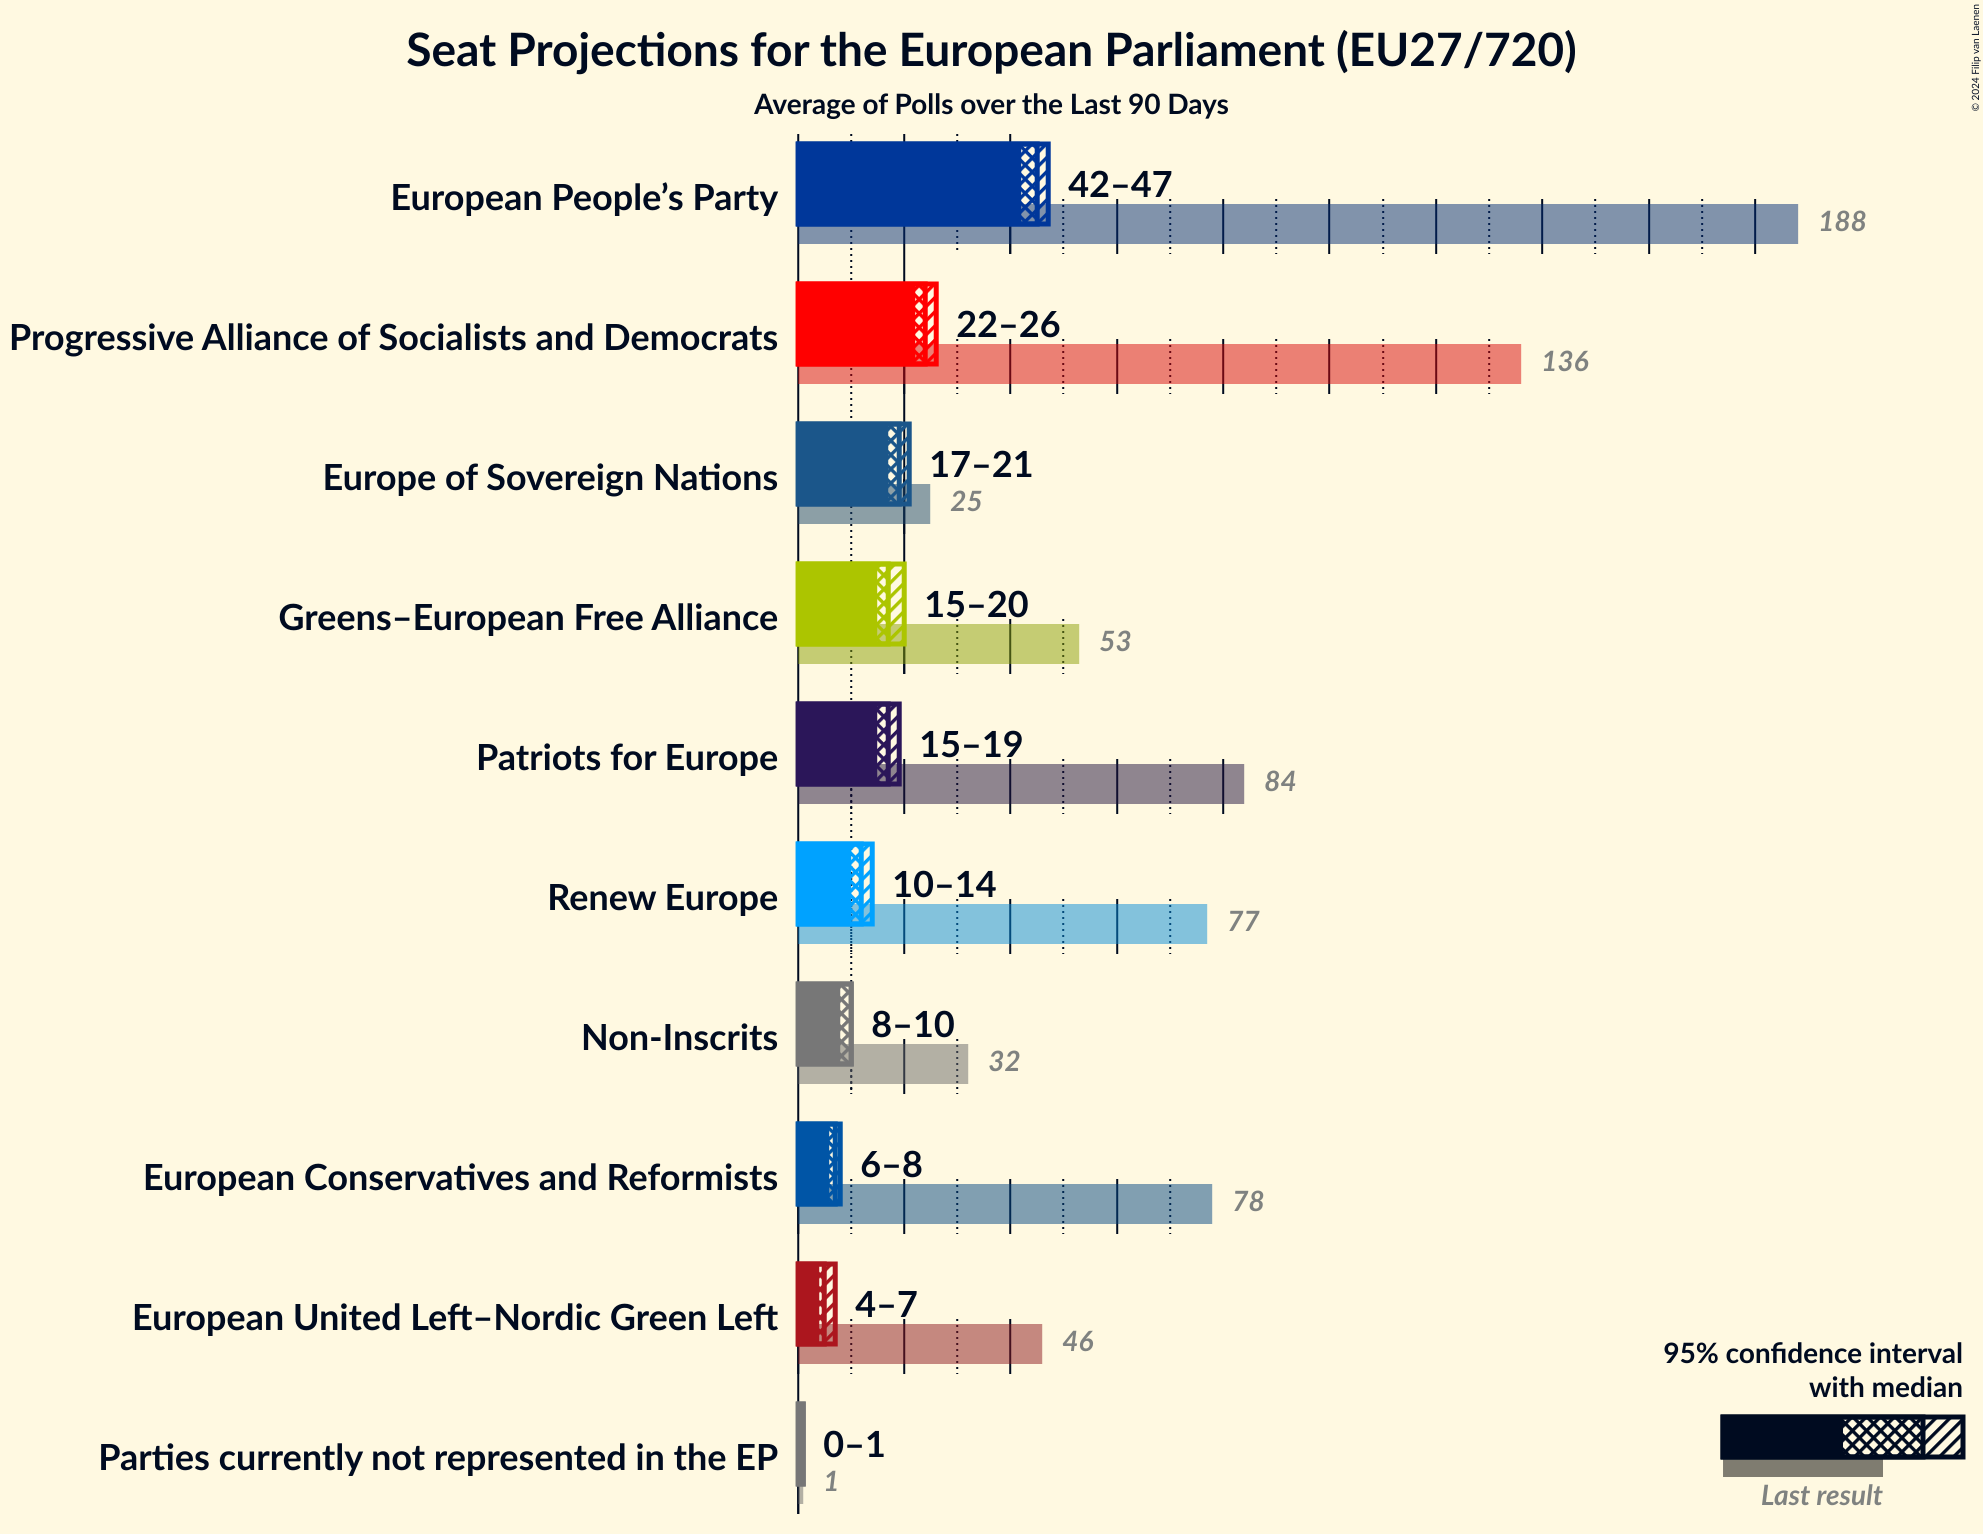 Seat Projections for the European Parliament (EU27/720)
Average of Polls over the Last 90 Days
© 2024 Filip van Laenen
European People’s Party
42–47
188
Progressive Alliance of Socialists and Democrats
22–26
136
Europe of Sovereign Nations
17–21
25
Greens–European Free Alliance
15–20
53
Patriots for Europe
15–19
84
Renew Europe
10–14
77
Non-Inscrits
8–10
32
European Conservatives and Reformists
6–8
78
European United Left–Nordic Green Left
4–7
46
Parties currently not represented in the EP
0–1
1
95% confidence interval
with median
Last result